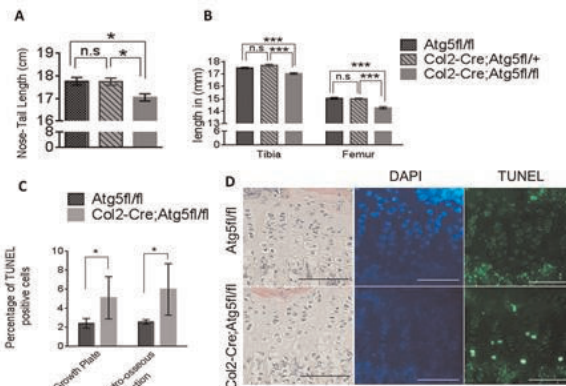 A
Nose-Tail Length (cm)
19
18
17
16
8
0
n.s
*
*
B
length in (mm)
18
17
16
15
14
8
0
n.s
***
***
n.s
***
***
Tibia
Femur
Atg5fl/fl
Col2-Cre;Atg5fl/+
Col2-Cre;Atg5fl/fl
C
Atg5fl/fl
Col2-Cre;Atg5fl/fl
Percentage of TUNEL
positive cells
10
8
6
4
2
0
*
*
Growth Plate
D
DAPI
TUNEL
Atg5fl/fl
Col2-Cre;Atg5fl/fl